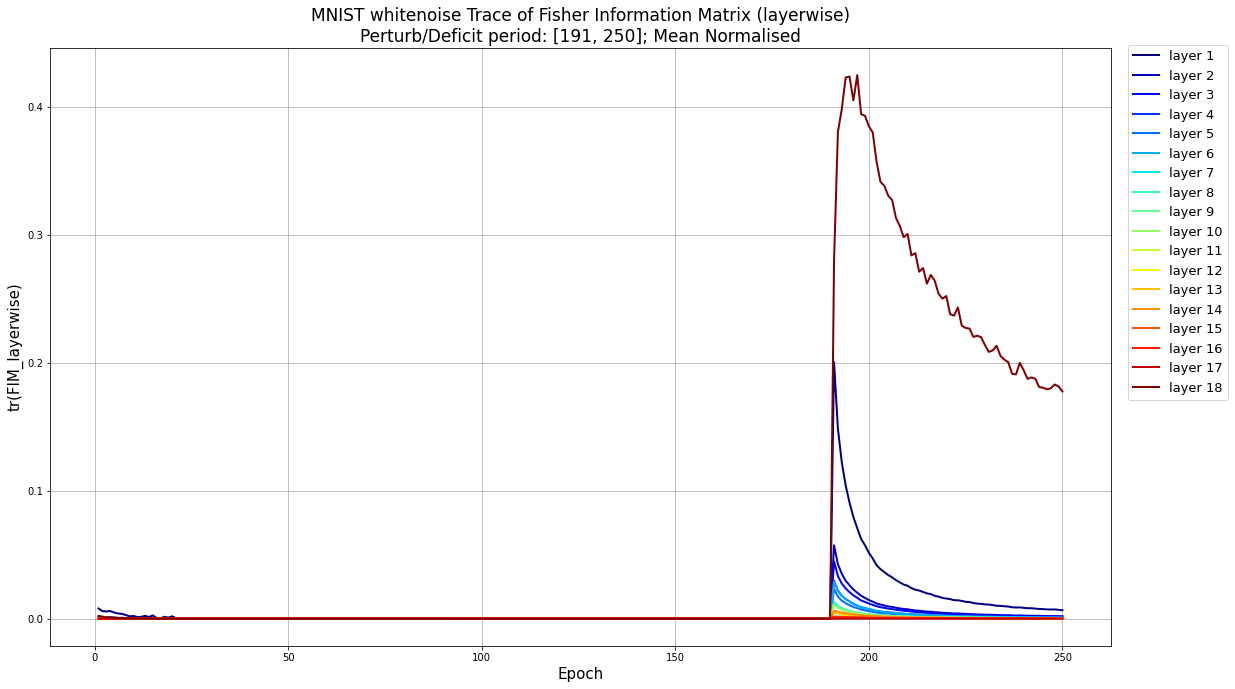 MNIST whitenoise Trace of Fisher Information Matrix (layerwise)
Perturb/Deficit period: [191, 250]; Mean Normalised
tr(FIM_layerwise)
0.4
0.3
0.2
0.1
0.0
0
50
100
150
200
250
Epoch
layer 1
layer 2
layer 3
layer 4
layer 5
layer 6
layer 7
layer 8
layer 9
layer 10
layer 11
layer 12
layer 13
layer 14
layer 15
layer 16
layer 17
layer 18